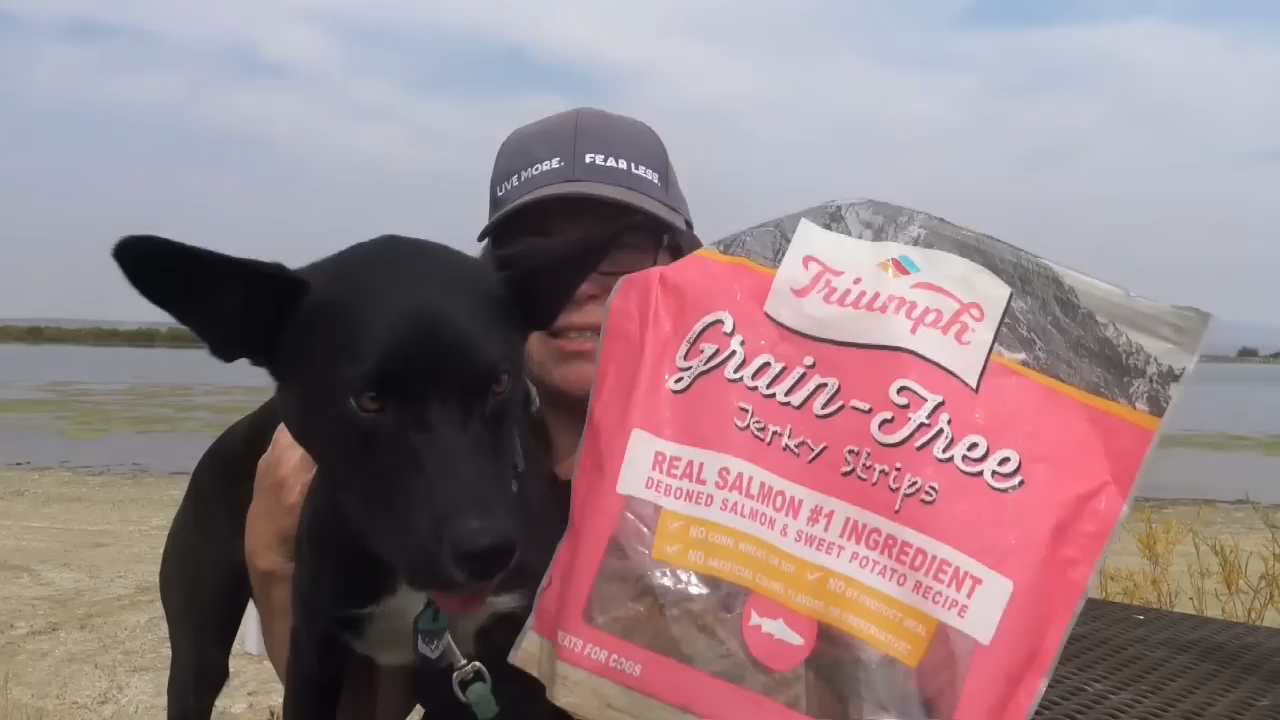 LIVE MORE. FEAR LESS.
Triumph
Grain-Free
Jerky Strips
REAL SALMON #1 INGREDIENT
DEBONED SALMON & SWEET POTATO RECIPE
NO CORN, WHEAT OR SOY NO BY-PRODUCT MEAL
NO ARTIFICIAL COLORS, FLAVORS, OR PRESERVATIVES
EATS FOR DOGS